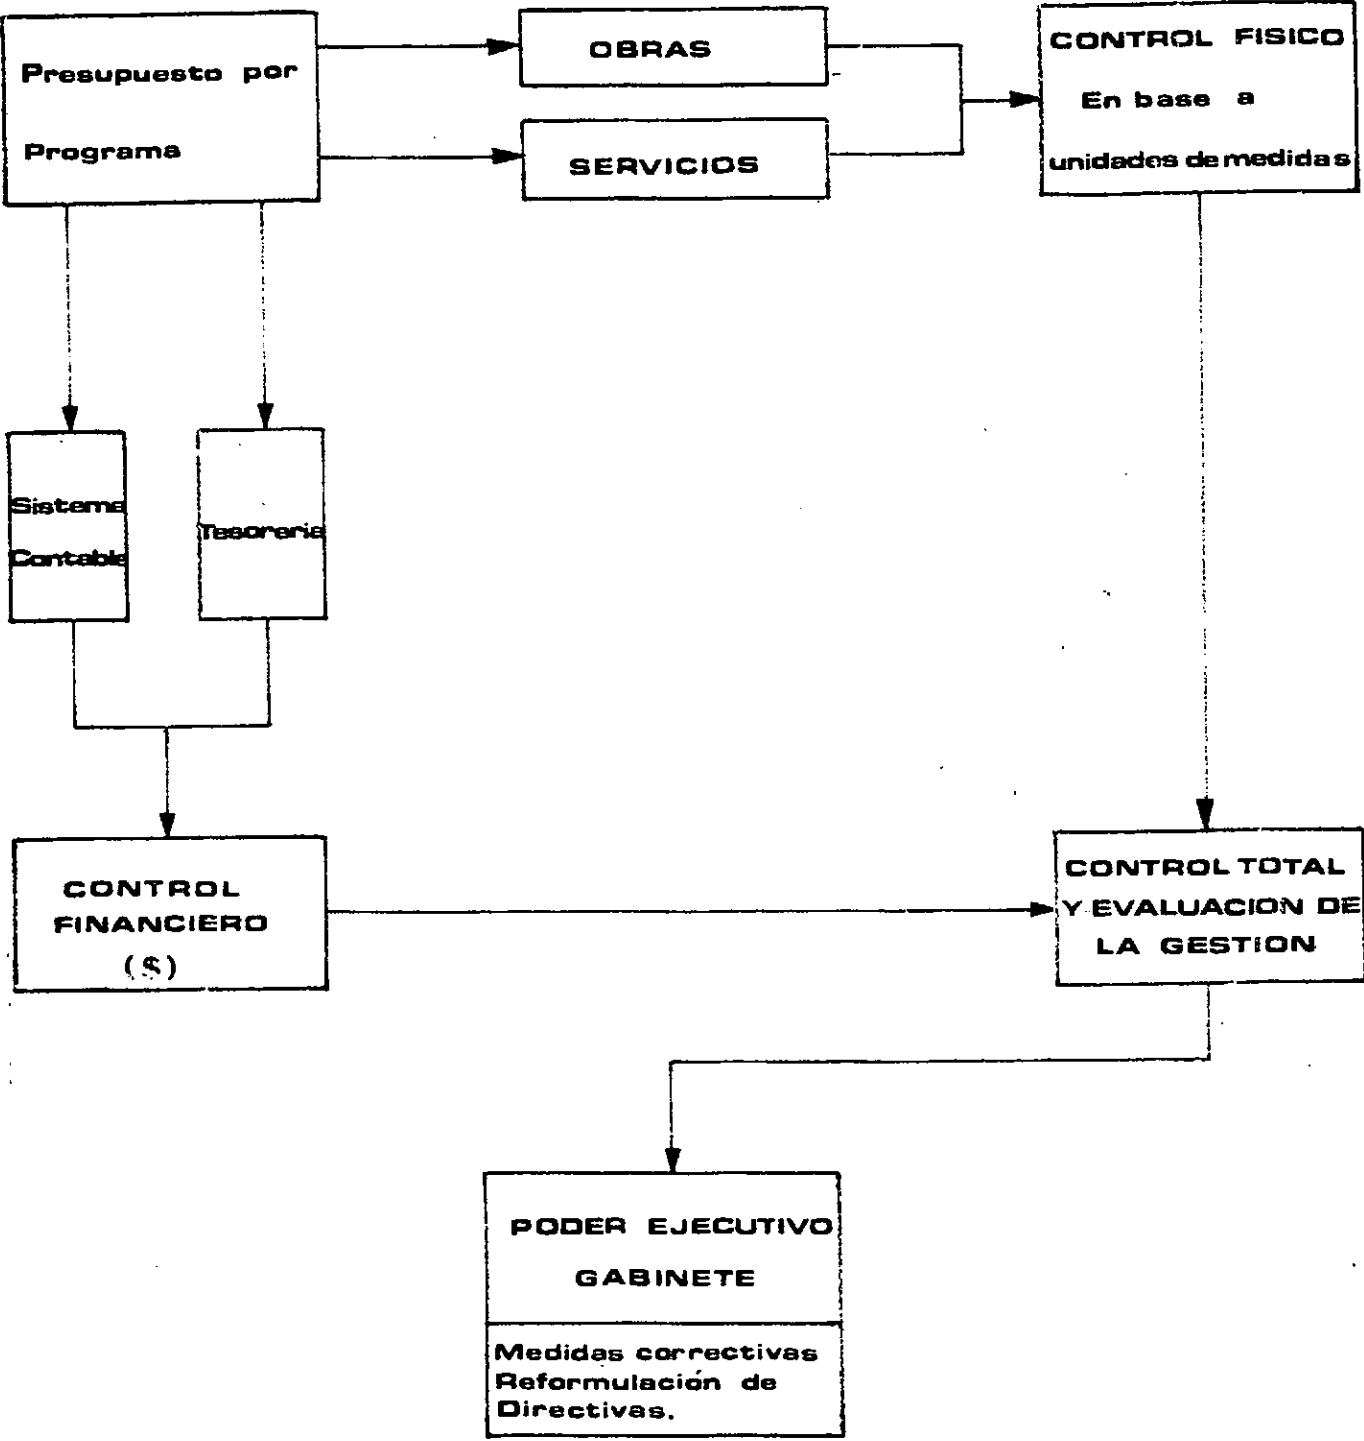 Presupuesto por
Programa
OBRAS
SERVICIOS
CONTROL FISICO
En base a
unidades de medidas
Sistema
Contable
Tesoreria
CONTROL
FINANCIERO
($)
CONTROL TOTAL
Y EVALUACION DE
LA GESTION
PODER EJECUTIVO
GABINETE
Medidas correctivas
Reformulación de
Directivas.